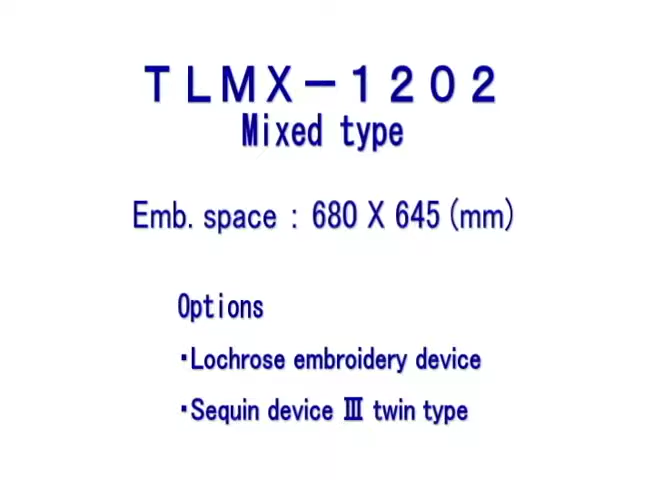 TLMX-1202
Mixed type
Emb. space : 680 X 645 (mm)
Options
・Lochrose embroidery device
・Sequin device Ⅲ twin type